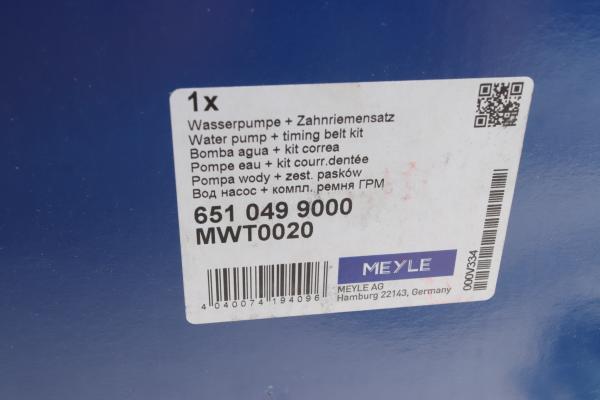 1x
Wasserpumpe + Zahnriemensatz
Water pump + timing belt kit
Bomba agua + kit correa
Pompe eau + kit courr.dentée
Pompa wody + zest. pasków
Вод насос + компл. ремня ГРМ
651 049 9000
MWT0020
4 040074 194096
MEYLE
MEYLE AG
Hamburg 22143, Germany
000V334